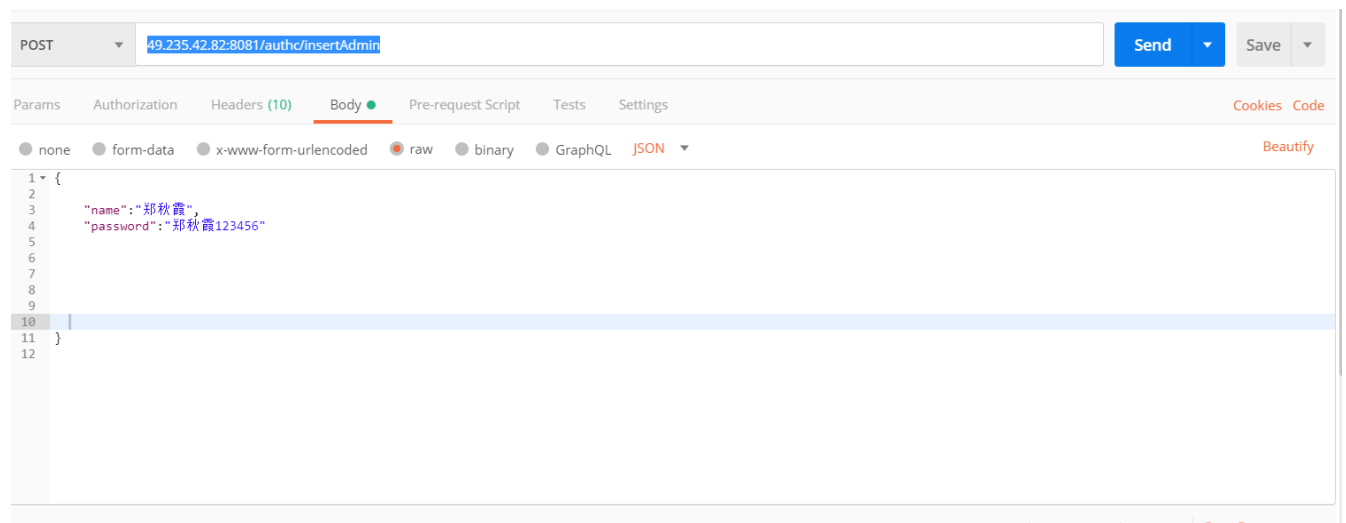 POST 49.235.42.82:8081/authc/insertAdmin Send Save
Params Authorization Headers (10) Body Pre-request Script Tests Settings Cookies Code
none form-data x-www-form-urlencoded raw binary GraphQL JSON Beautify
1 {
2
3 "name":"郑秋霞",
4 "password":"郑秋霞123456"
5
6
7
8
9
10
11 }
12